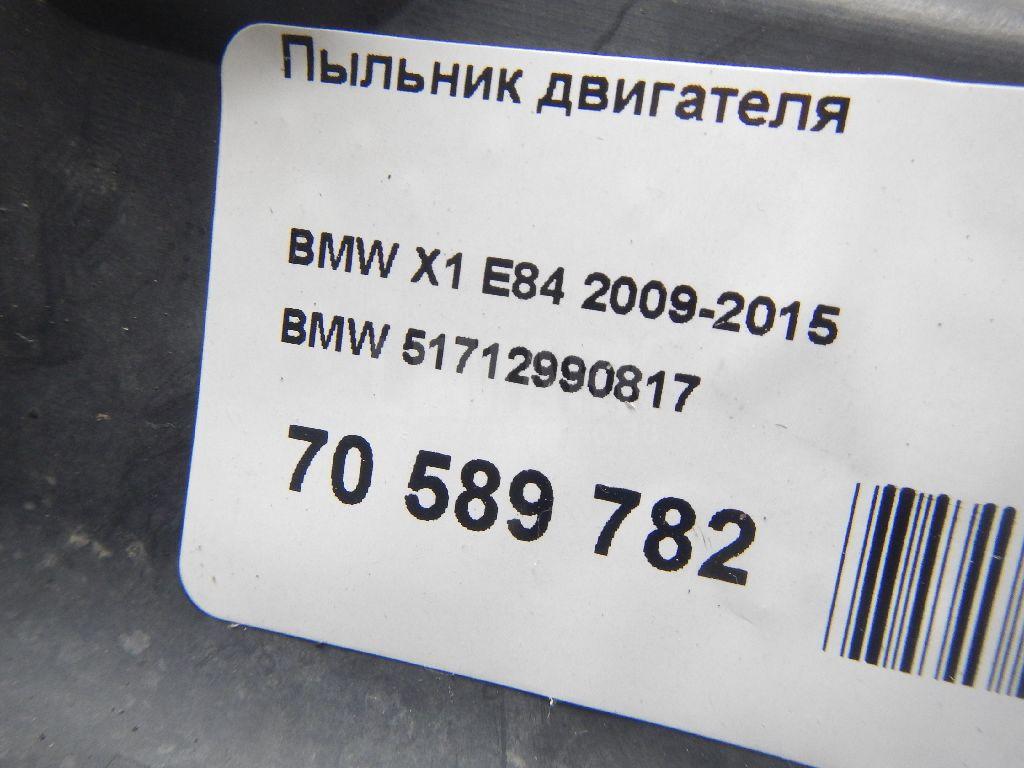 Пыльник двигателя
BMW X1 E84 2009-2015
BMW 51712990817
70 589 782